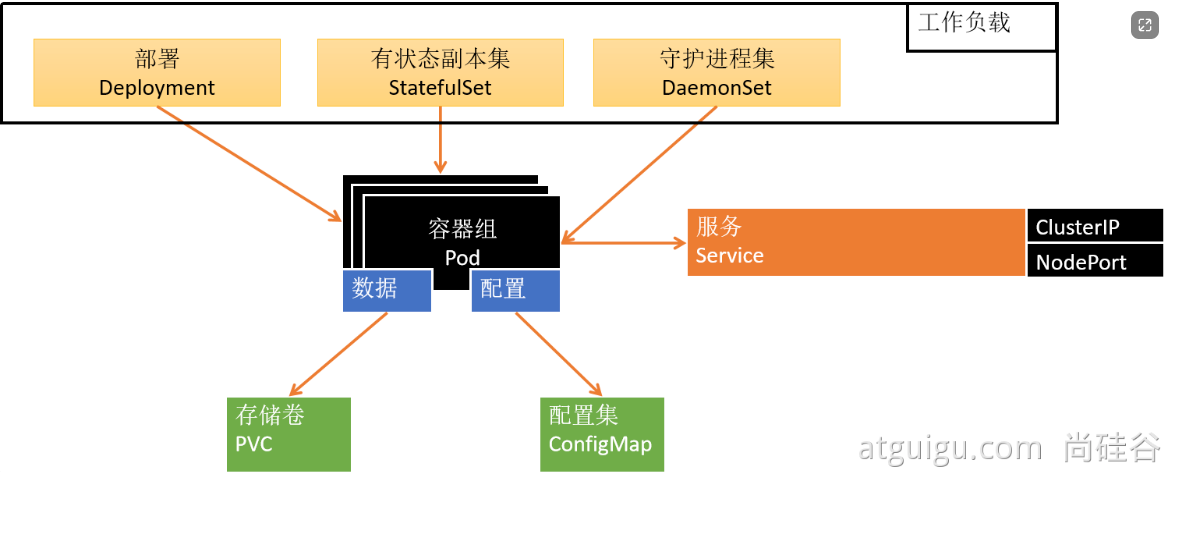 工作负载
部署
Deployment
有状态副本集
StatefulSet
守护进程集
DaemonSet
容器组
Pod
数据
配置
服务
Service
ClusterIP
NodePort
存储卷
PVC
配置集
ConfigMap
atguigu.com 尚硅谷